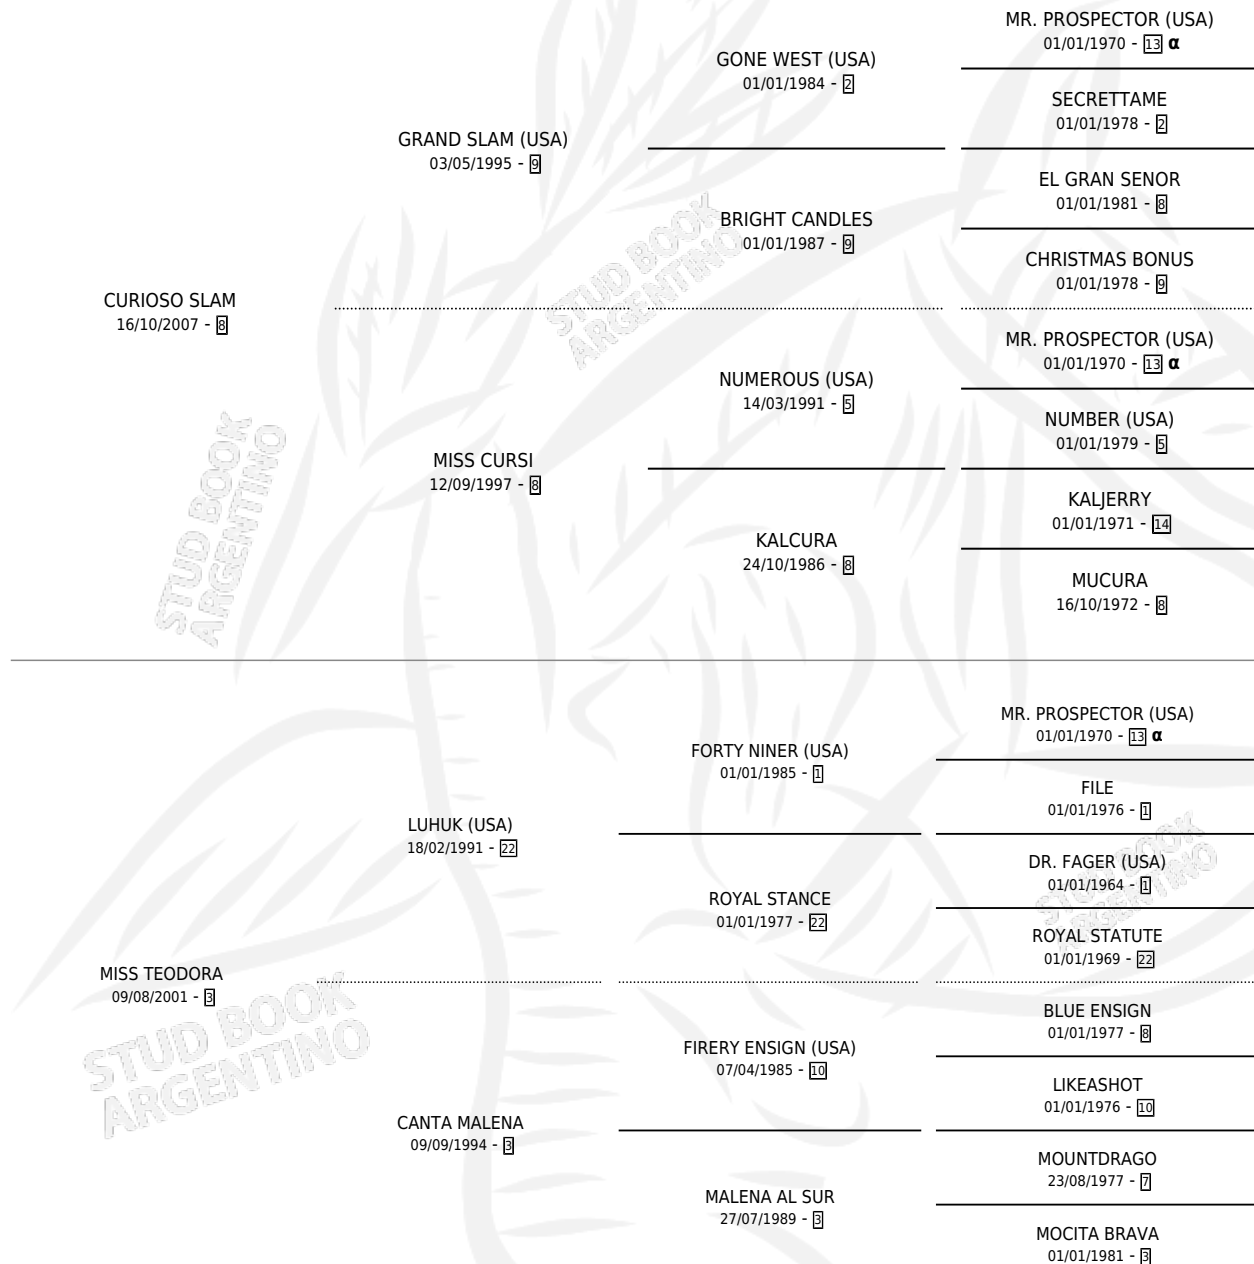 MR. PROSPECTOR (USA)
01/01/1970 - 13 α
GONE WEST (USA)
01/01/1984 - 2
SECRETTAME
01/01/1978 - 2
GRAND SLAM (USA)
03/05/1995 - 9
EL GRAN SENOR
01/01/1981 - 8
BRIGHT CANDLES
01/01/1987 - 9
CHRISTMAS BONUS
01/01/1978 - 9
CURIOSO SLAM
16/10/2007 - 8
MR. PROSPECTOR (USA)
01/01/1970 - 13 α
NUMEROUS (USA)
14/03/1991 - 5
NUMBER (USA)
01/01/1979 - 5
MISS CURSI
12/09/1997 - 8
KALJERRY
01/01/1971 - 14
KALCURA
24/10/1986 - 8
MUCURA
16/10/1972 - 8
MR. PROSPECTOR (USA)
01/01/1970 - 13 α
FORTY NINER (USA)
01/01/1985 - 1
FILE
01/01/1976 - 1
LUHUK (USA)
18/02/1991 - 22
DR. FAGER (USA)
01/01/1964 - 1
ROYAL STANCE
01/01/1977 - 22
ROYAL STATUTE
01/01/1969 - 22
MISS TEODORA
09/08/2001 - 3
BLUE ENSIGN
01/01/1977 - 8
FIRERY ENSIGN (USA)
07/04/1985 - 10
LIKEASHOT
01/01/1976 - 10
CANTA MALENA
09/09/1994 - 3
MOUNTDRAGO
23/08/1977 - 7
MALENA AL SUR
27/07/1989 - 3
MOCITA BRAVA
01/01/1981 - 3
STUD BOOK
ARGENTINO
STUD BOOK
ARGENTINO
STUD BOOK
ARGENTINO
STUD BOOK
ARGENTINO